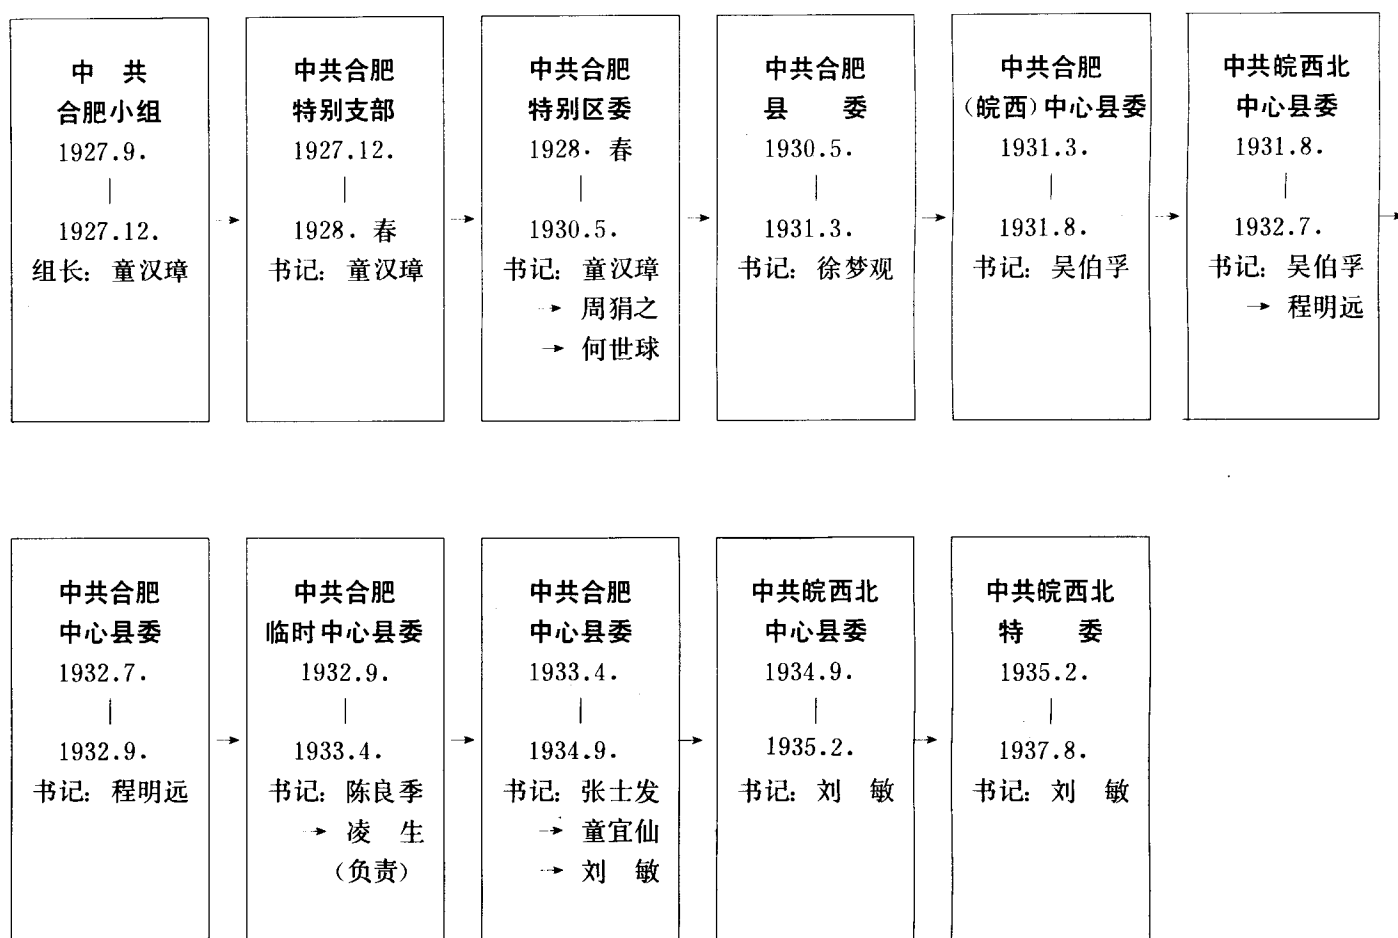 中　共
合肥小组
1927.9.
|
1927.12.
组长：童汉璋
中共合肥
特别支部
1927.12.
|
1928．春
书记：童汉璋
中共合肥
特别区委
1928．春
|
1930.5.
书记：童汉璋
→ 周狷之
→ 何世球
中共合肥
县　　委
1930.5.
|
1931.3.
书记：徐梦观
中共合肥
（皖西）中心县委
1931.3.
|
1931.8.
书记：吴伯孚
中共皖西北
中心县委
1931.8.
|
1932.7.
书记：吴伯孚
→ 程明远
中共合肥
中心县委
1932.7.
|
1932.9.
书记：程明远
中共合肥
临时中心县委
1932.9.
|
1933.4.
书记：陈良季
→ 凌　生
（负责）
中共合肥
中心县委
1933.4.
|
1934.9.
书记：张士发
→ 童宜仙
→ 刘　敏
中共皖西北
中心县委
1934.9.
|
1935.2.
书记：刘　敏
中共皖西北
特　　委
1935.2.
|
1937.8.
书记：刘　敏